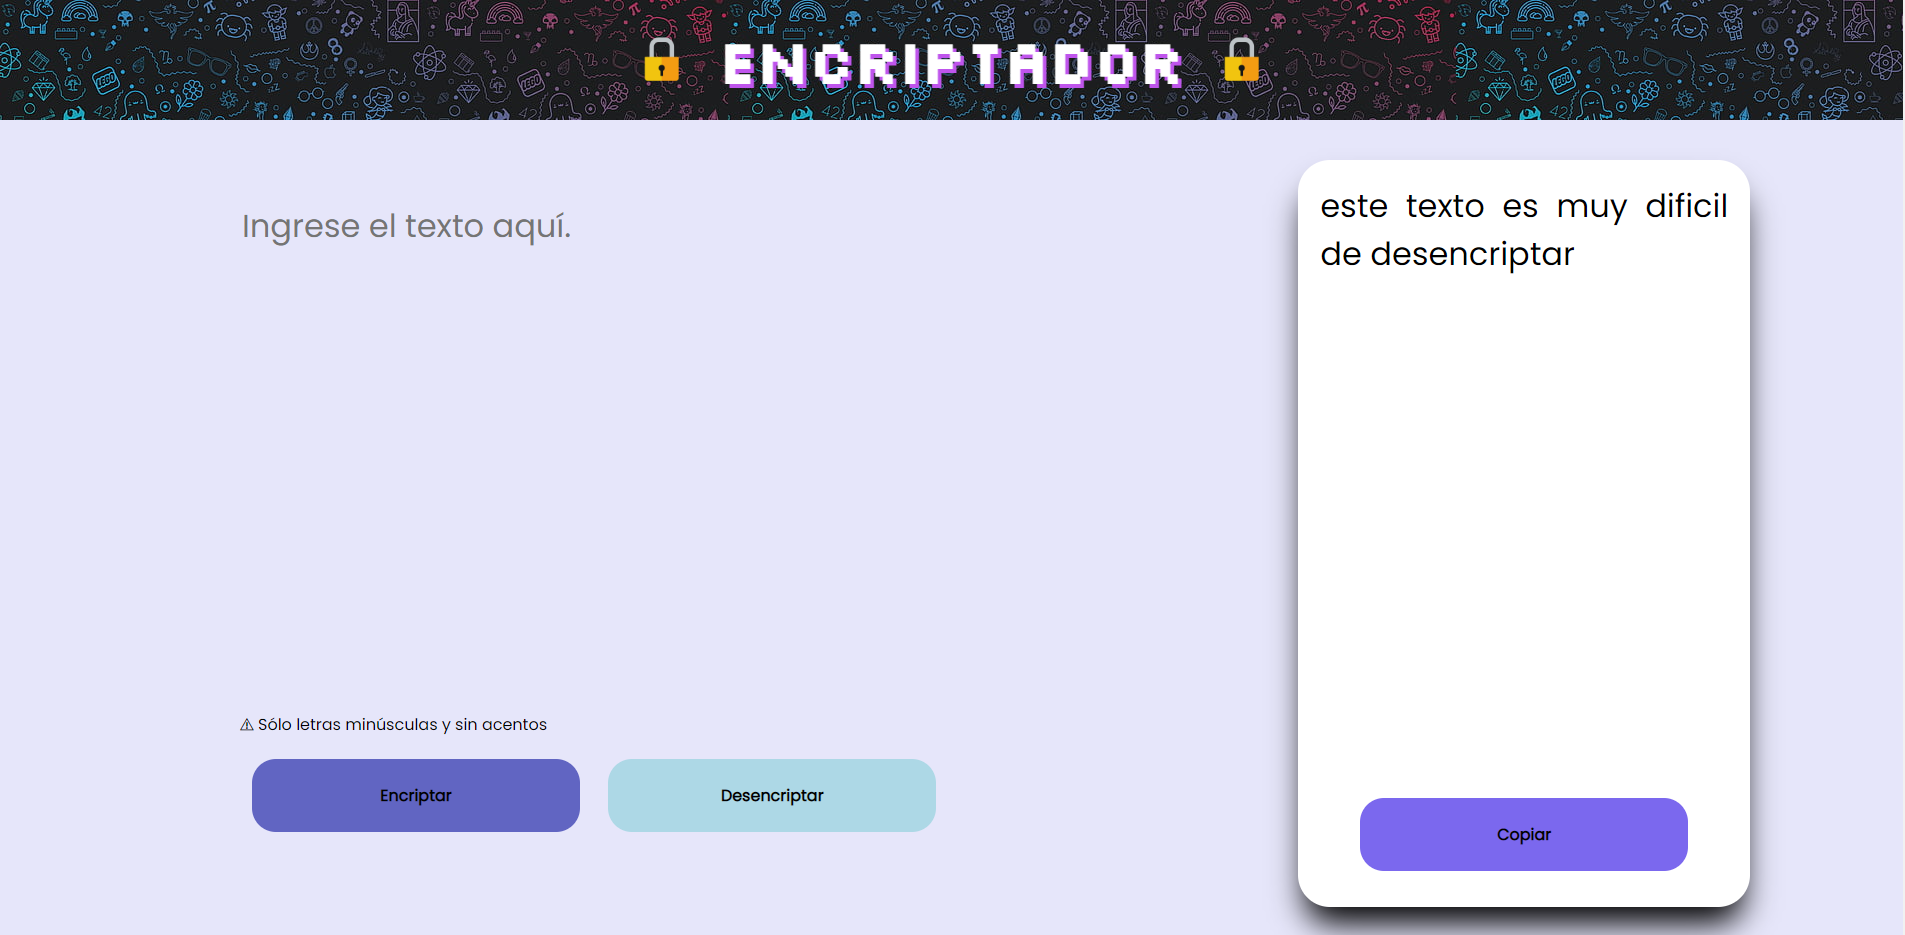 ENCRIPTADOR
Ingrese el texto aquí.
⚠ Sólo letras minúsculas y sin acentos
Encriptar
Desencriptar
este texto es muy dificil
de desencriptar
Copiar